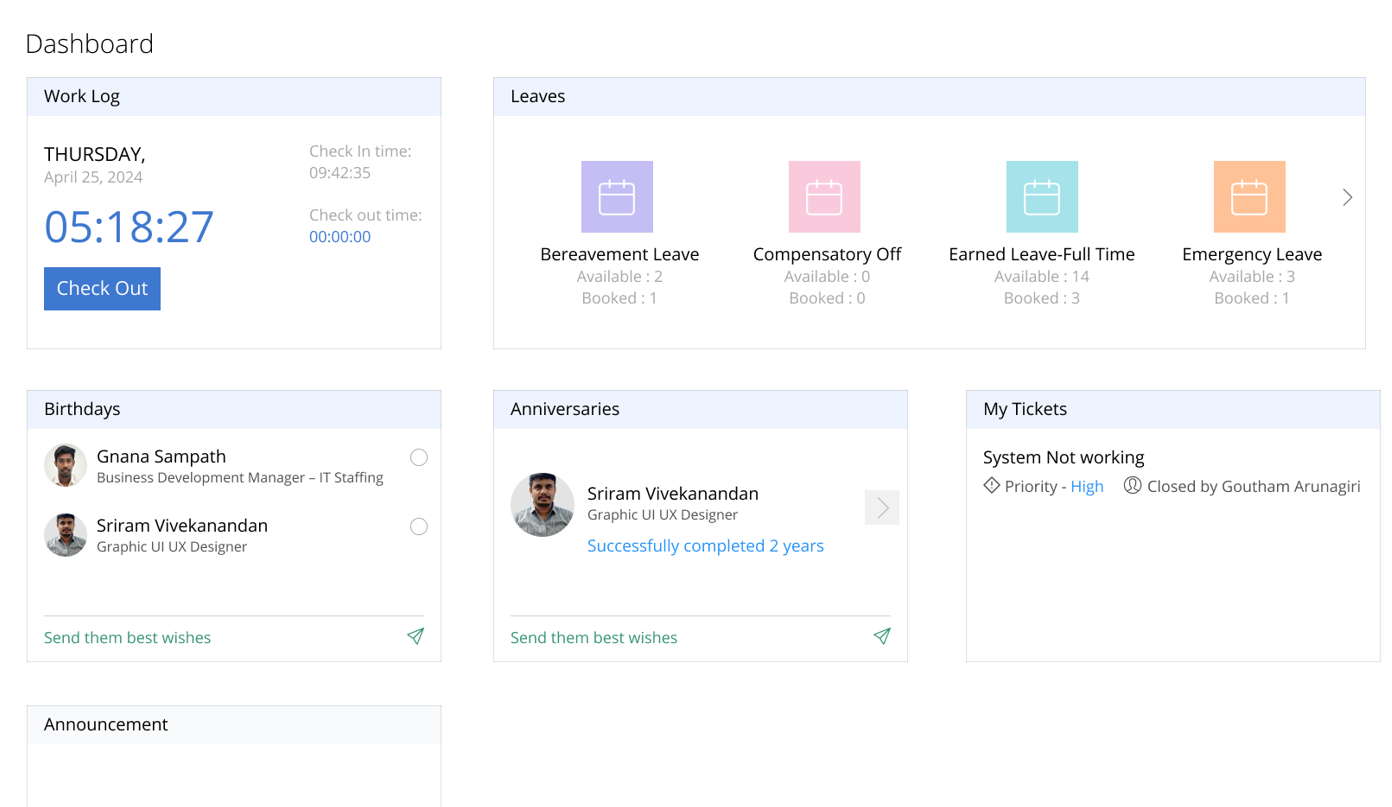 Dashboard
Work Log
THURSDAY,
April 25, 2024
05:18:27
Check Out
Check In time:
09:42:35
Check out time:
00:00:00
Leaves
Bereavement Leave
Available : 2
Booked : 1
Compensatory Off
Available : 0
Booked : 0
Earned Leave-Full Time
Available : 14
Booked : 3
Emergency Leave
Available : 3
Booked : 1
Birthdays
Gnana Sampath
Business Development Manager – IT Staffing
Sriram Vivekanandan
Graphic UI UX Designer
Send them best wishes
Anniversaries
Sriram Vivekanandan
Graphic UI UX Designer
Successfully completed 2 years
Send them best wishes
My Tickets
System Not working
Priority - High Closed by Goutham Arunagiri
Announcement